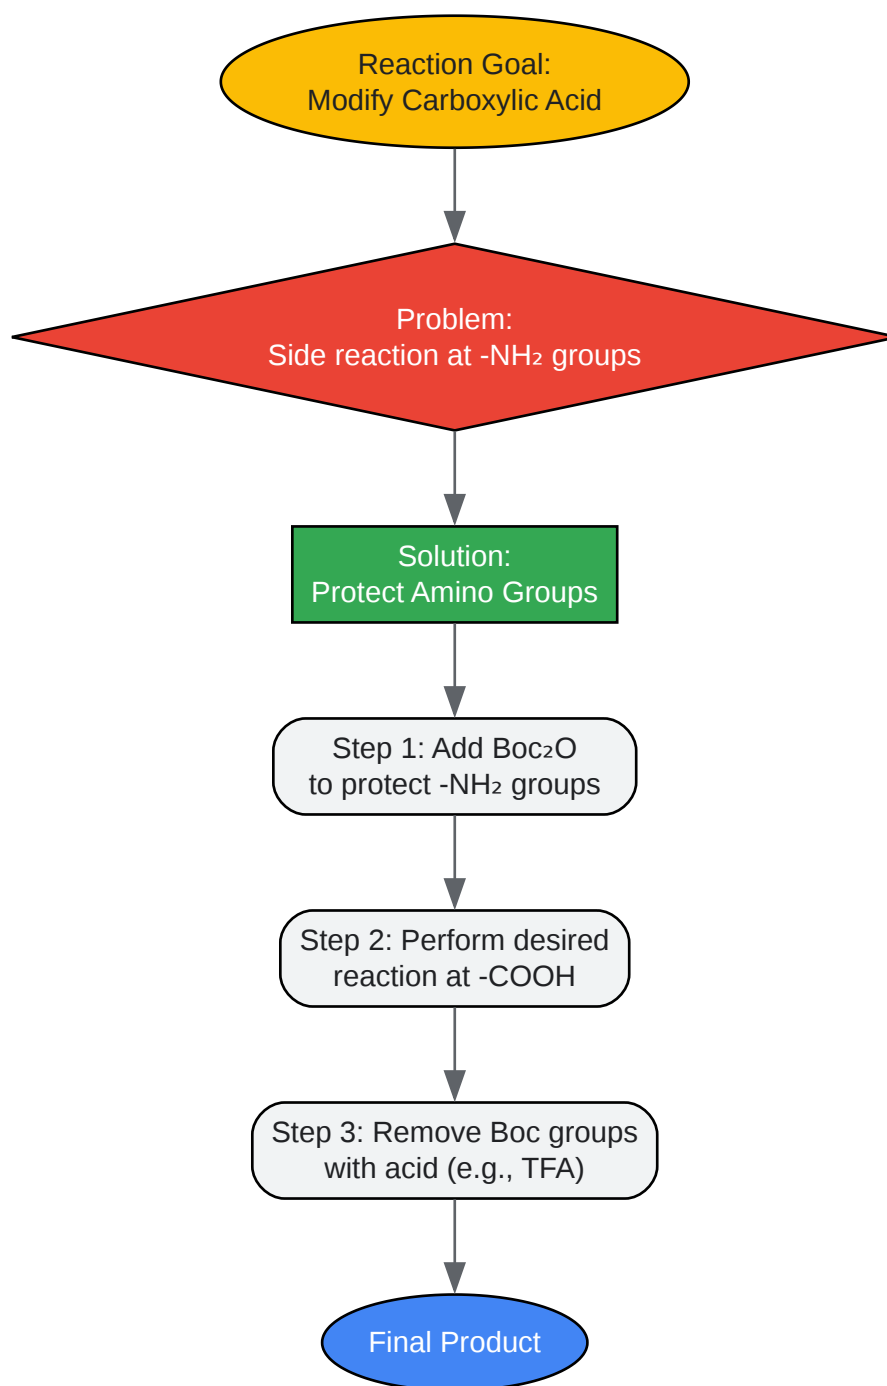 Reaction Goal:
Modify Carboxylic Acid
Problem:
Side reaction at -NH₂ groups
Solution:
Protect Amino Groups
Step 1: Add Boc₂O
to protect -NH₂ groups
Step 2: Perform desired
reaction at -COOH
Step 3: Remove Boc groups
with acid (e.g., TFA)
Final Product